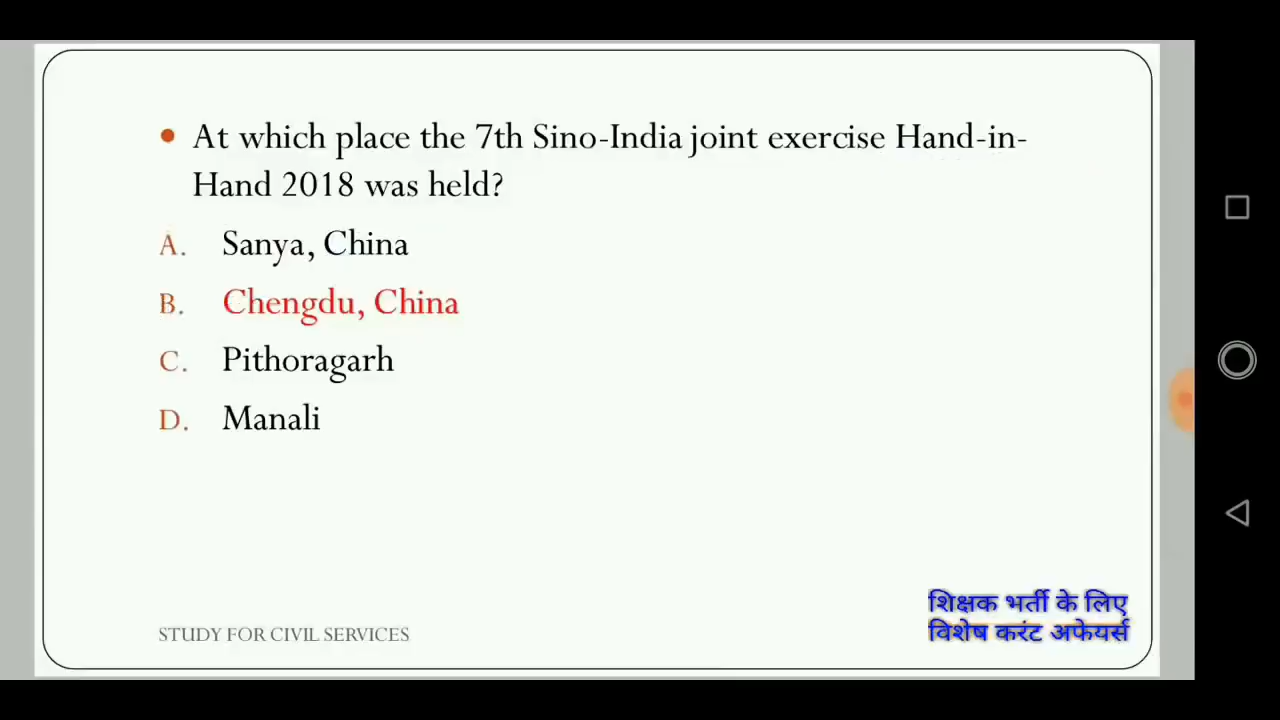 At which place the 7th Sino-India joint exercise Hand-in-
Hand 2018 was held?
A. Sanya, China
B. Chengdu, China
C. Pithoragarh
D. Manali
STUDY FOR CIVIL SERVICES
शिक्षक भर्ती के लिए
विशेष करंट अफेयर्स